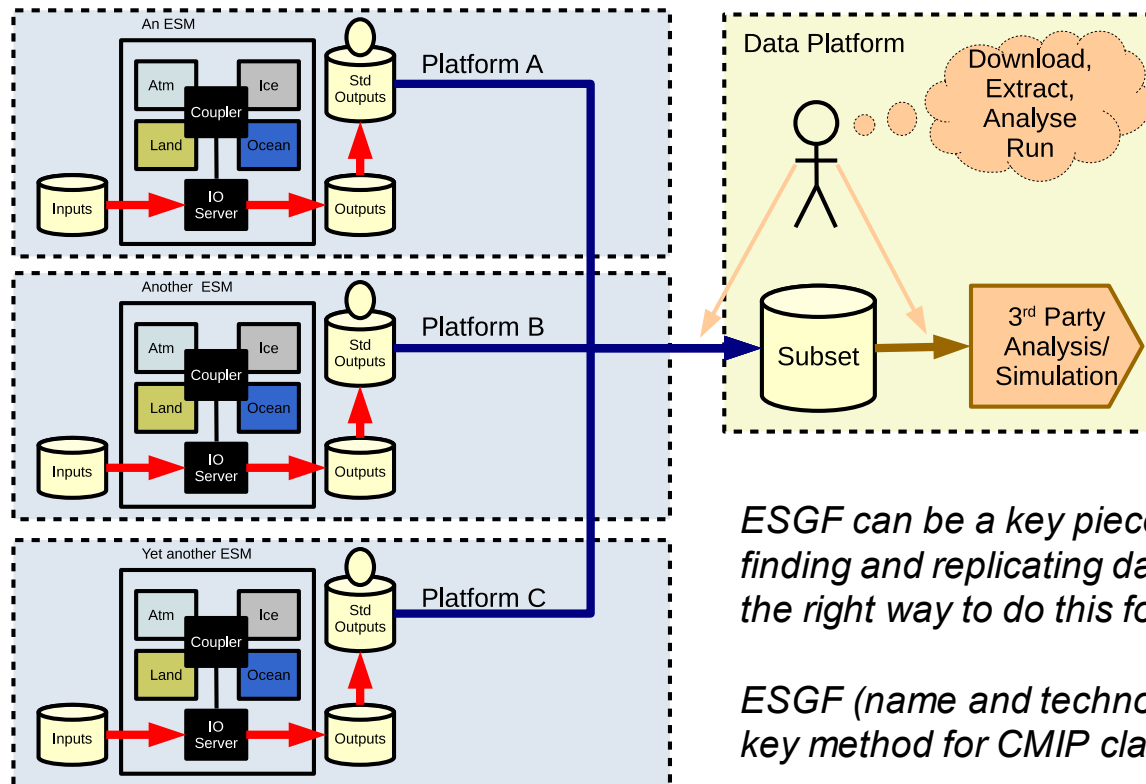 An ESM
Atm
Ice
Coupler
Land
Ocean
IO
Server
Inputs
Outputs
Std
Outputs
Platform A
Another ESM
Atm
Ice
Coupler
Land
Ocean
IO
Server
Inputs
Outputs
Std
Outputs
Platform B
Yet another ESM
Atm
Ice
Coupler
Land
Ocean
IO
Server
Inputs
Outputs
Std
Outputs
Platform C
Data Platform
Download,
Extract,
Analyse
Run
Subset
3rd Party
Analysis/
Simulation
ESGF can be a key piece
finding and replicating da
the right way to do this fo
ESGF (name and techno
key method for CMIP cla